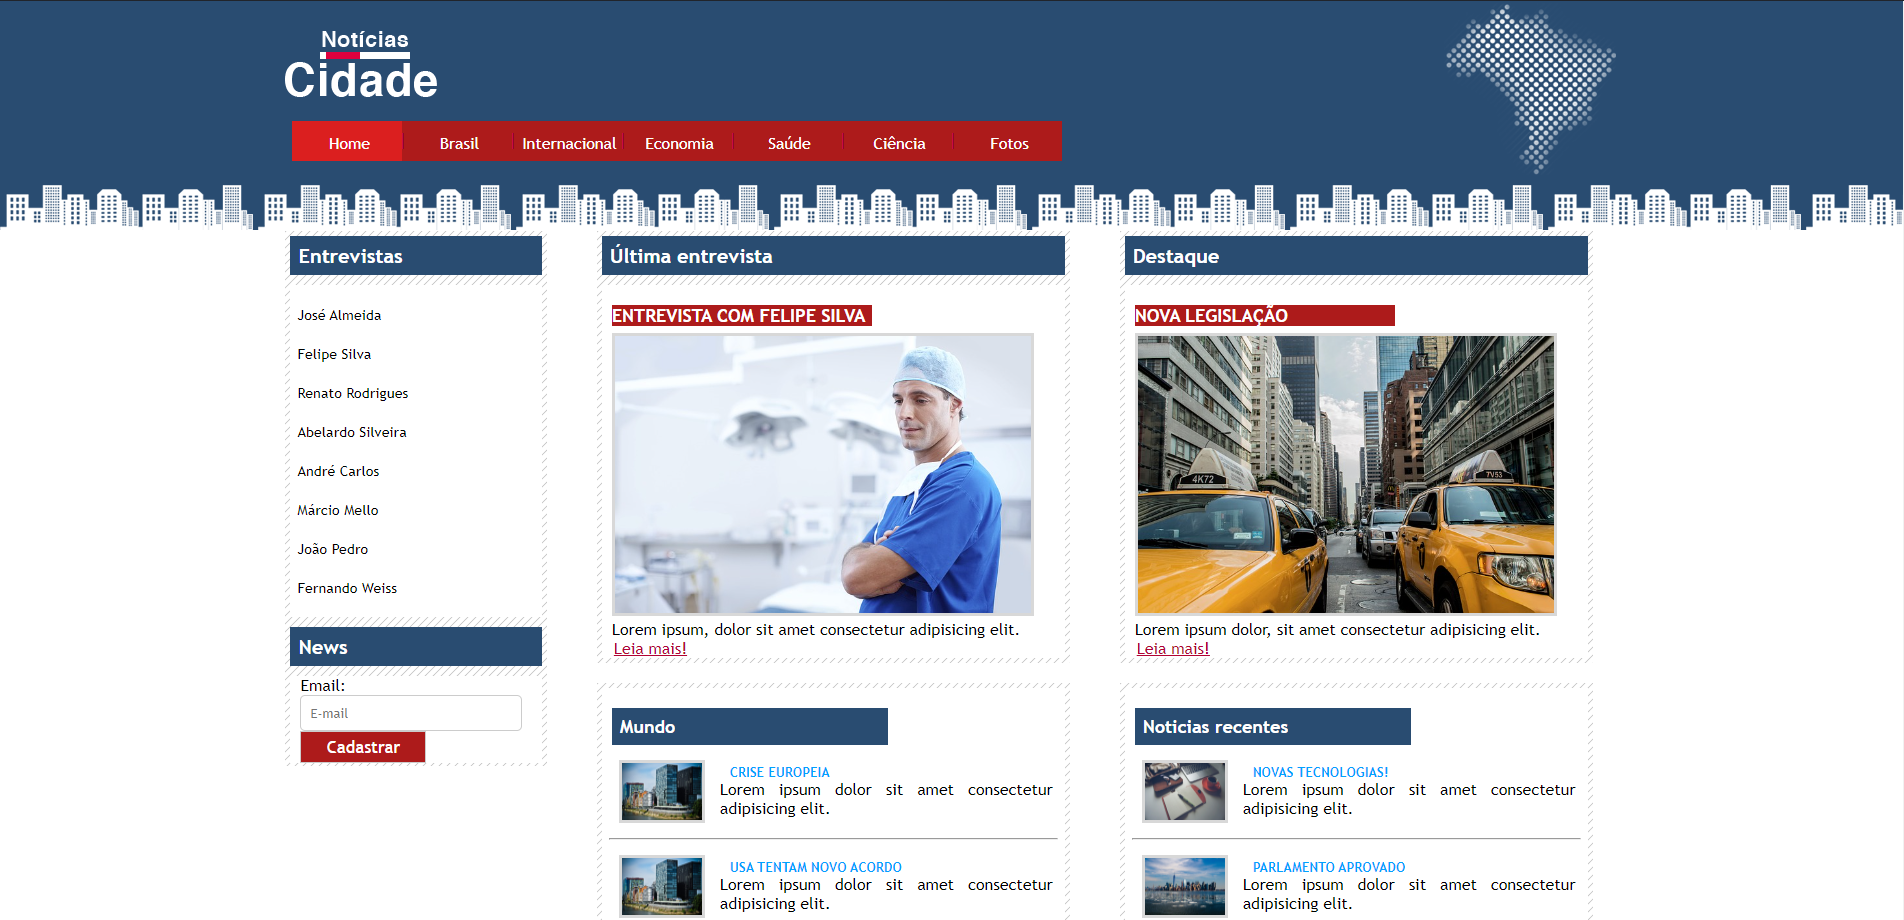 Notícias
Cidade
Home Brasil Internacional Economia Saúde Ciência Fotos
Entrevistas
José Almeida
Felipe Silva
Renato Rodrigues
Abelardo Silveira
André Carlos
Márcio Mello
João Pedro
Fernando Weiss
News
Email:
E-mail
Cadastrar
Última entrevista
ENTREVISTA COM FELIPE SILVA
Lorem ipsum, dolor sit amet consectetur adipisicing elit.
Leia mais!
Destaque
NOVA LEGISLAÇÃO
4K72
7V53
Lorem ipsum dolor, sit amet consectetur adipisicing elit.
Leia mais!
Mundo
CRISE EUROPEIA
Lorem ipsum dolor sit amet consectetur
adipisicing elit.
USA TENTAM NOVO ACORDO
Lorem ipsum dolor sit amet consectetur
adipisicing elit.
Noticias recentes
NOVAS TECNOLOGIAS!
Lorem ipsum dolor sit amet consectetur
adipisicing elit.
PARLAMENTO APROVADO
Lorem ipsum dolor sit amet consectetur
adipisicing elit.